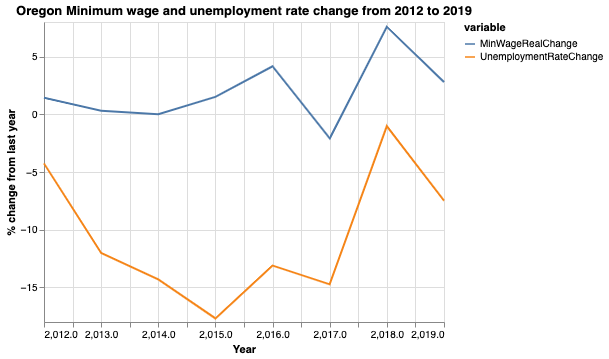 Oregon Minimum wage and unemployment rate change from 2012 to 2019
variable
MinWageRealChange
UnemploymentRateChange
% change from last year
5
0
−5
−10
−15
2,012.0 2,013.0 2,014.0 2,015.0 2,016.0 2,017.0 2,018.0 2,019.0
Year